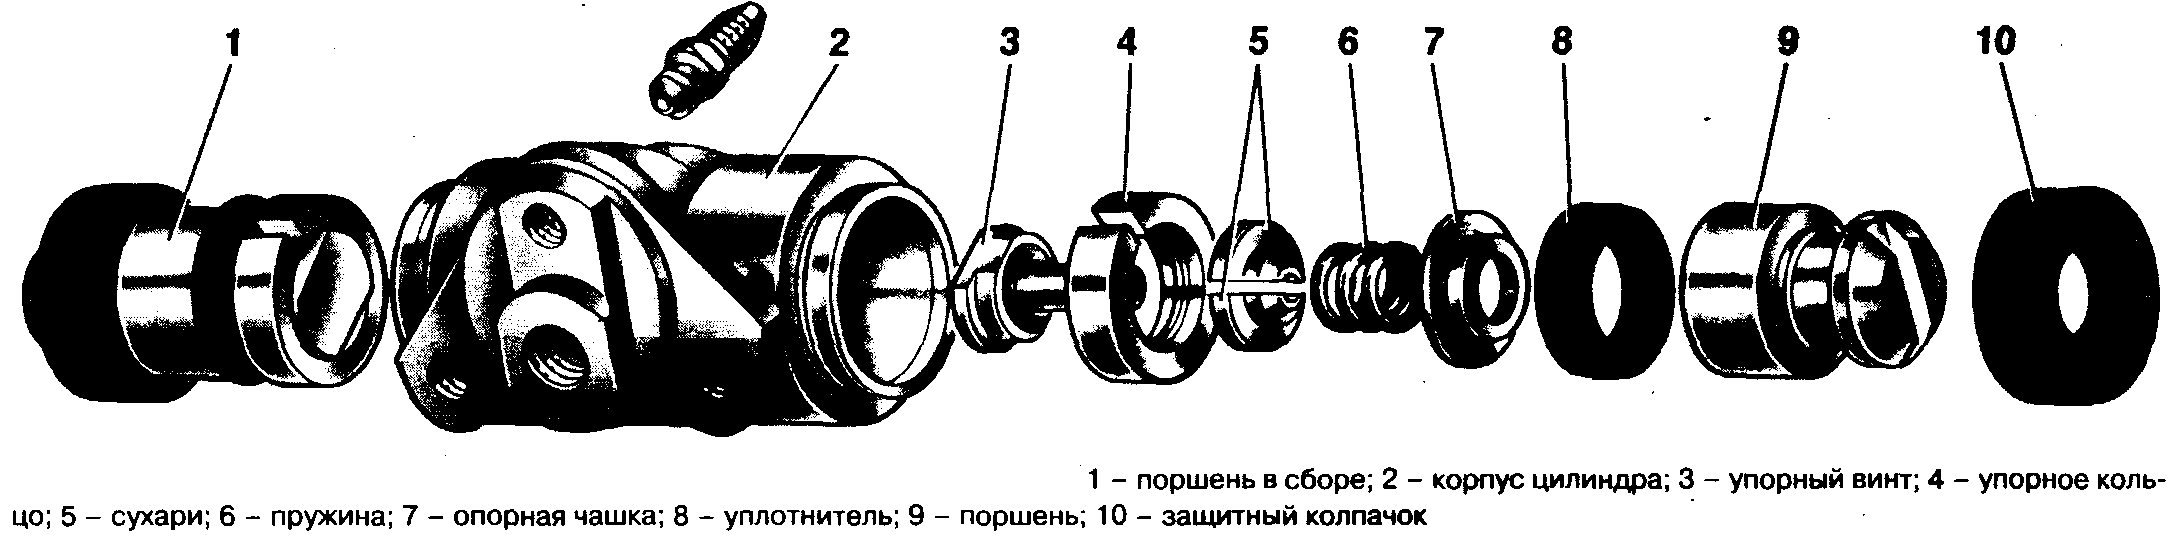 1 2 3 4 5 6 7 8 9 10
1 – поршень в сборе; 2 – корпус цилиндра; 3 – упорный винт; 4 – упорное коль-
цо; 5 – сухари; 6 – пружина; 7 – опорная чашка; 8 – уплотнитель; 9 – поршень; 10 – защитный колпачок